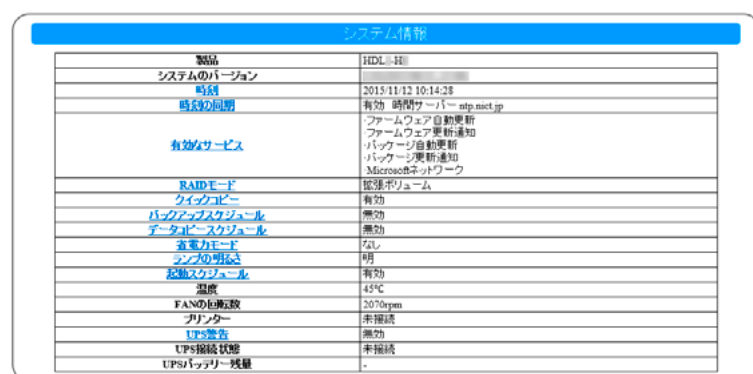 システム情報
製品 HDL -H
システムのバージョン
時刻 2015/11/12 10:14:28
時刻の同期 有効 時間サーバー ntp.nict.jp
有効なサービス
·ファームウェア自動更新
·ファームウェア更新通知
·パッケージ自動更新
·パッケージ更新通知
·Microsoftネットワーク
RAIDモード 拡張ボリューム
クイックコピー 有効
バックアップスケジュール 無効
データコピースケジュール 無効
省電力モード なし
ランプの明るさ 明
起動スケジュール 有効
温度 45℃
FANの回転数 2070rpm
プリンター 未接続
UPS警告 無効
UPS接続状態 未接続
UPSバッテリー残量 -